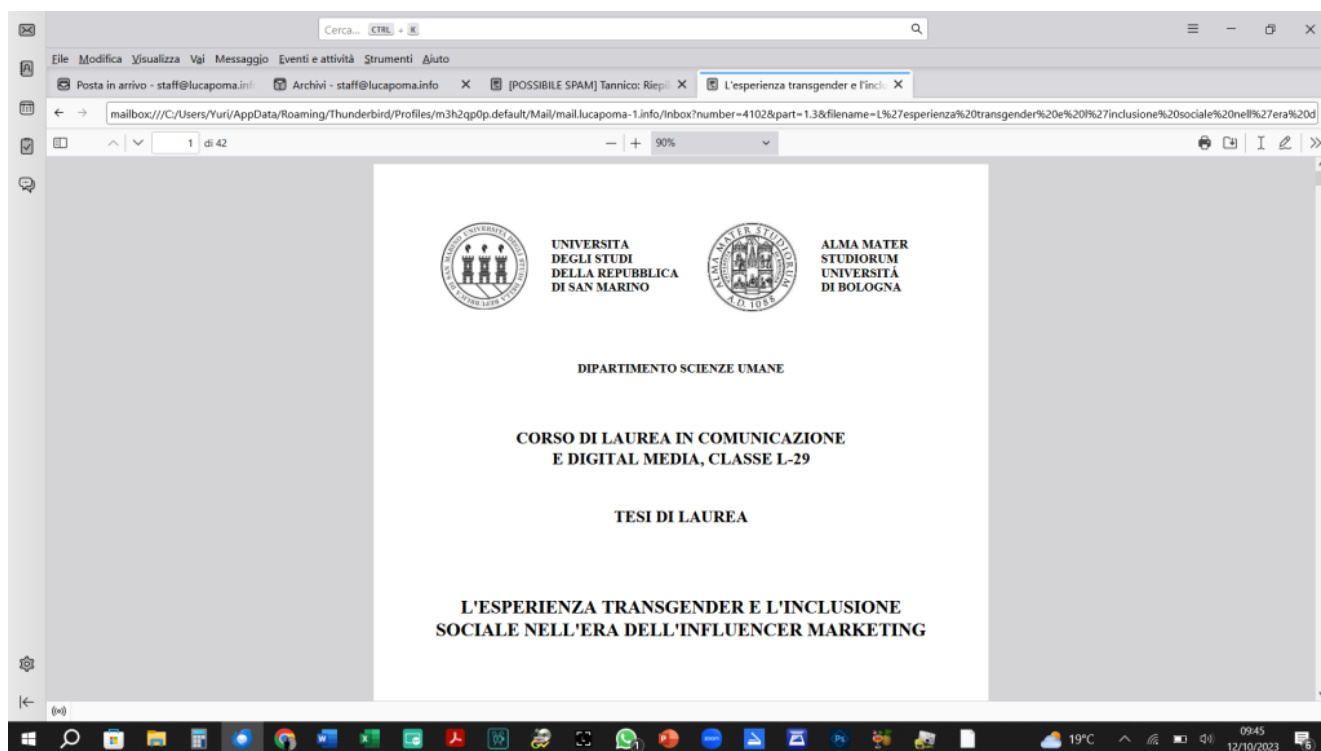 Cerca... CTRL + K
File Modifica Visualizza Vai Messaggio Eventi e attività Strumenti Aiuto
Posta in arrivo - staff@lucapoma.inf Archivi - staff@lucapoma.info [POSSIBILE SPAM] Tannico: Riepil L'esperienza transgender e l'inclu
mailbox:///C:/Users/Yuri/AppData/Roaming/Thunderbird/Profiles/m3h2qp0p.default/Mail/mail.lucapoma-1.info/Inbox?number=4102&part=1.3&filename=L%27esperienza%20transgender%20e%20l%27inclusione%20sociale%20nell%27era%20d
1 di 42 90%
UNIVERSITA
DEGLI STUDI
DELLA REPUBBLICA
DI SAN MARINO
ALMA MATER
STUDIORUM
UNIVERSITÁ
DI BOLOGNA
ALMA MATER STUDIORUM
A.D. 1088
DIPARTIMENTO SCIENZE UMANE
CORSO DI LAUREA IN COMUNICAZIONE
E DIGITAL MEDIA, CLASSE L-29
TESI DI LAUREA
L'ESPERIENZA TRANSGENDER E L'INCLUSIONE
SOCIALE NELL'ERA DELL'INFLUENCER MARKETING
19°C
09:45
12/10/2023